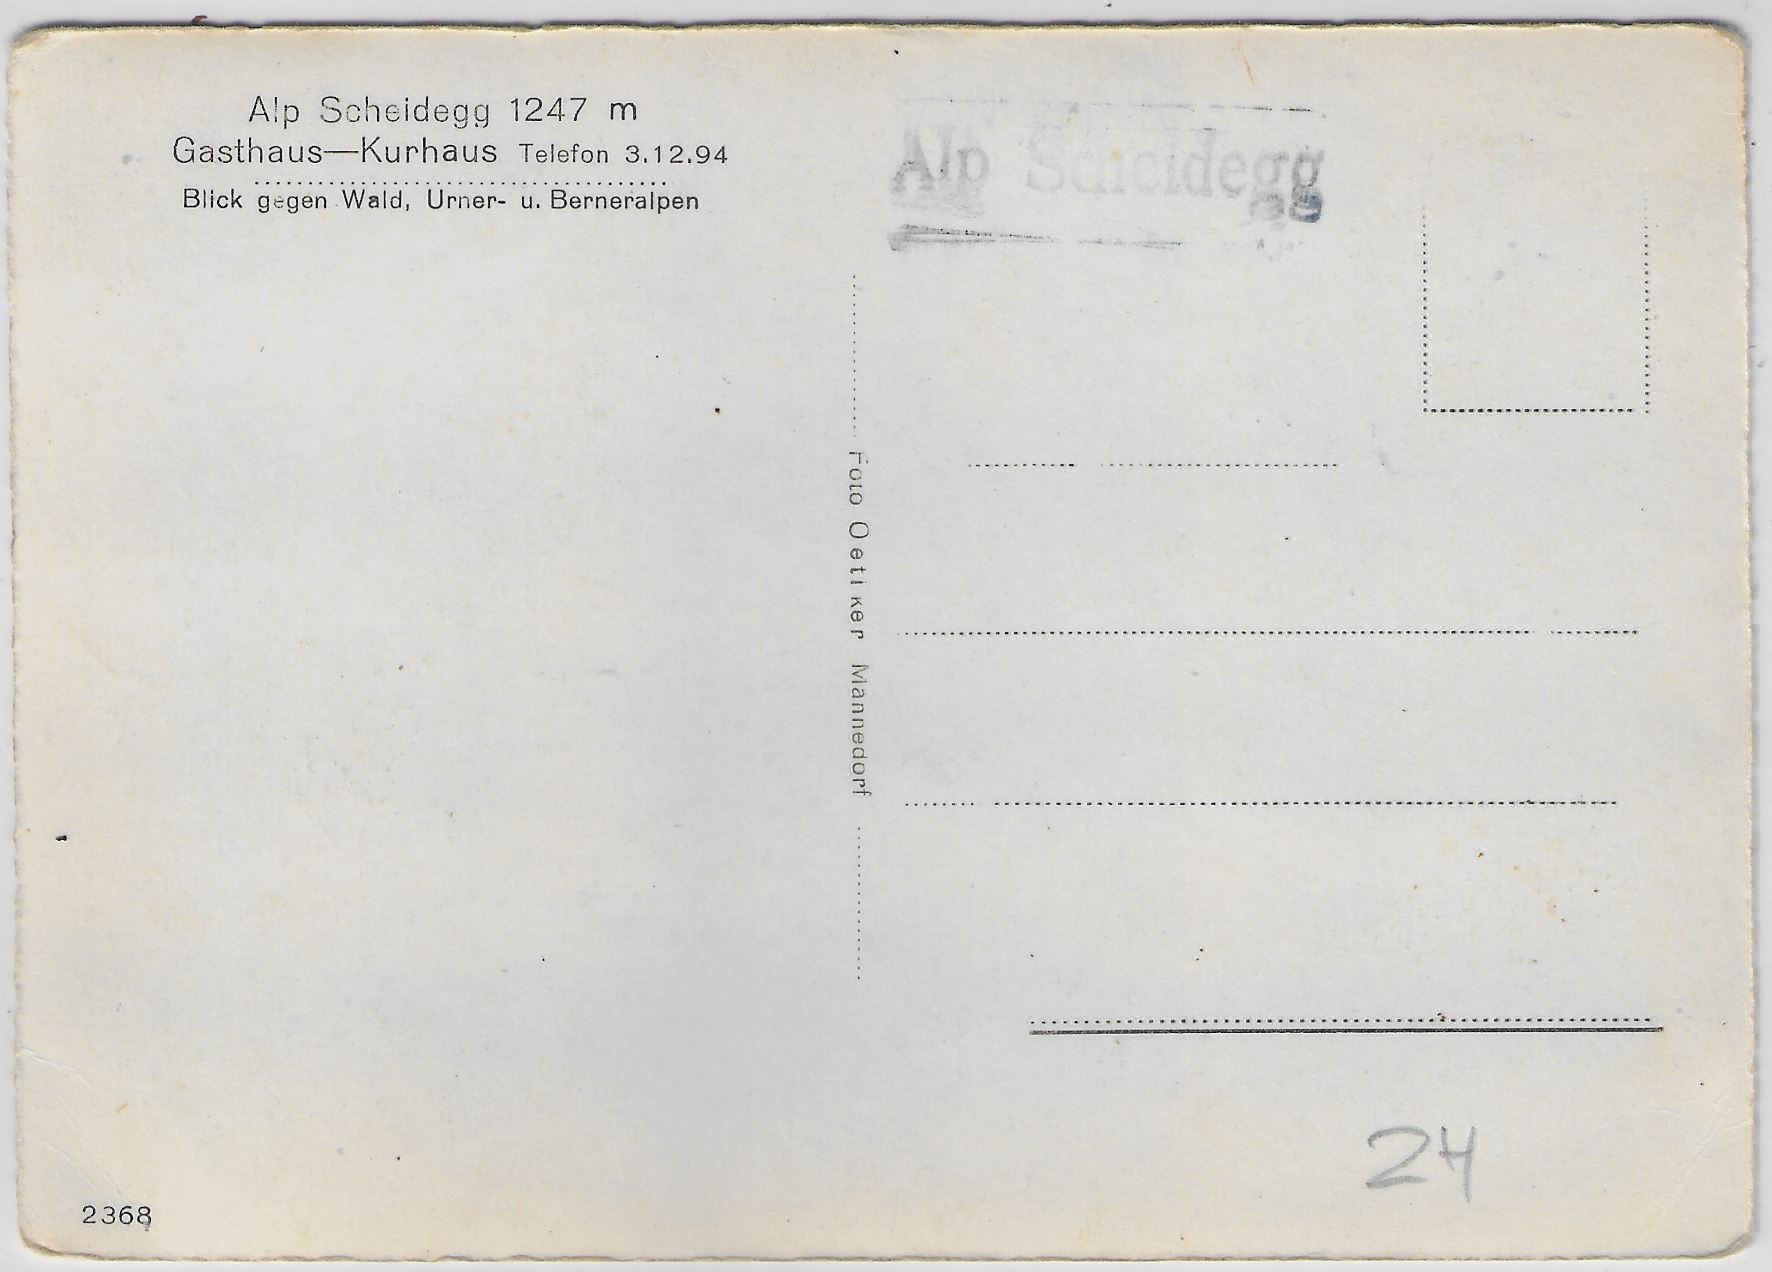 Alp Scheidegg 1247 m
Gasthaus—Kurhaus Telefon 3.12.94
Blick gegen Wald, Urner- u. Berneralpen
Alp Scheidegg
Foto Oetiker Männedorf
24
2368